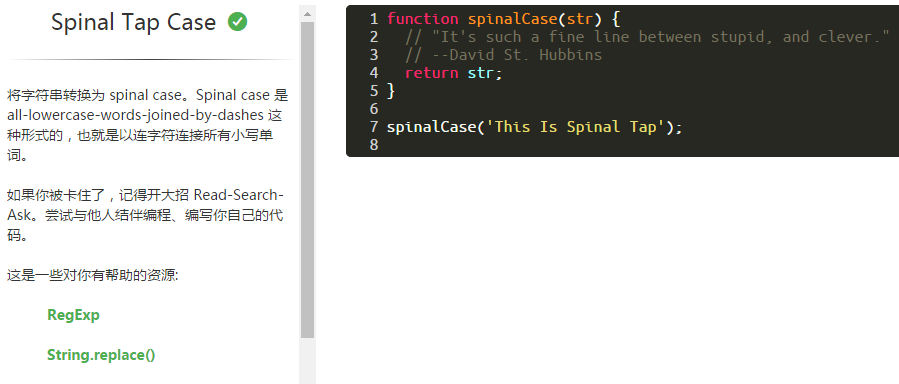 Spinal Tap Case
将字符串转换为 spinal case。Spinal case 是
all-lowercase-words-joined-by-dashes 这
种形式的，也就是以连字符连接所有小写单
词。
如果你被卡住了，记得开大招 Read-Search-
Ask。尝试与他人结伴编程、编写你自己的代
码。
这是一些对你有帮助的资源:
RegExp
String.replace()
1 function spinalCase(str) {
2 // "It's such a fine line between stupid, and clever."
3 // --David St. Hubbins
4 return str;
5 }
6
7 spinalCase('This Is Spinal Tap');
8